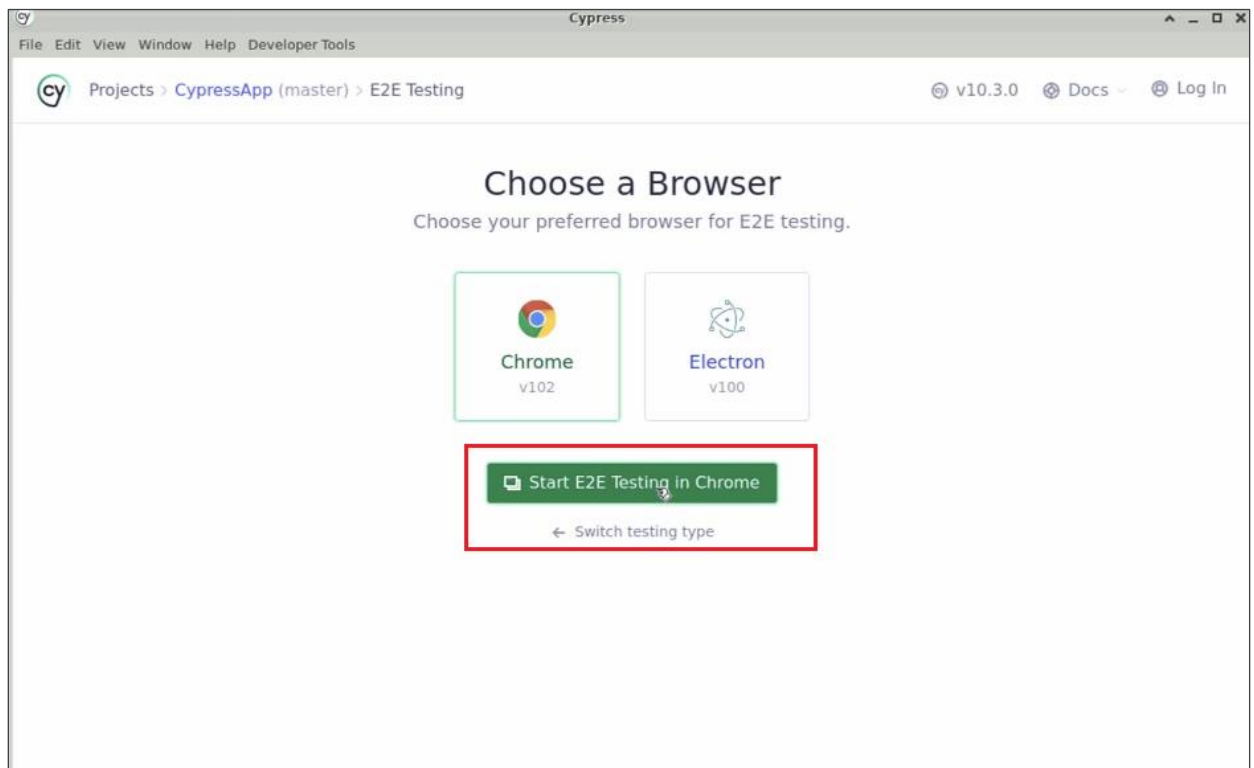 cy Cypress
File Edit View Window Help Developer Tools
cy Projects > CypressApp (master) > E2E Testing v10.3.0 Docs Log In
Choose a Browser
Choose your preferred browser for E2E testing.
Chrome Electron
v102 v100
Start E2E Testing in Chrome
← Switch testing type